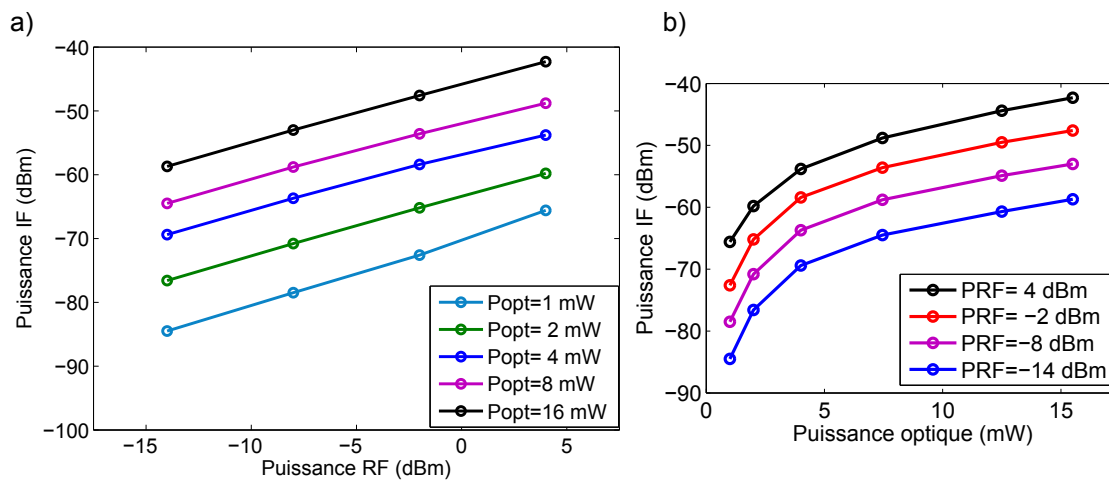 a)
−40
−50
−60
−70
−80
−90
−100
−15
−10
−5
0
5
Puissance IF (dBm)
Puissance RF (dBm)
Popt=1 mW
Popt= 2 mW
Popt= 4 mW
Popt=8 mW
Popt=16 mW
b)
−40
−50
−60
−70
−80
−90
0
5
10
15
Puissance IF (dBm)
Puissance optique (mW)
PRF= 4 dBm
PRF= −2 dBm
PRF=−8 dBm
PRF=−14 dBm